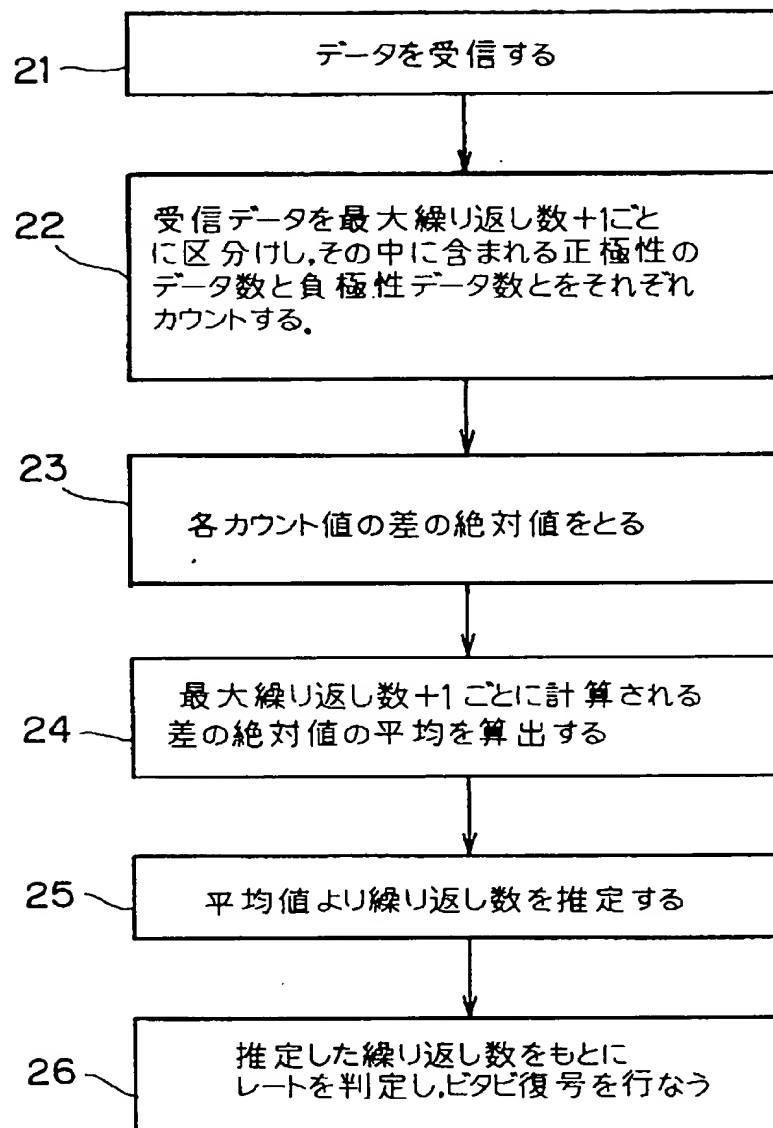 21
データを受信する
22
受信データを最大繰り返し数+1ごと
に区分けし,その中に含まれる正極性の
データ数と負極性データ数とをそれぞれ
カウントする.
23
各カウント値の差の絶対値をとる
24
最大繰り返し数+1ごとに計算される
差の絶対値の平均を算出する
25
平均値より繰り返し数を推定する
26
推定した繰り返し数をもとに
レートを判定し,ビタビ復号を行なう